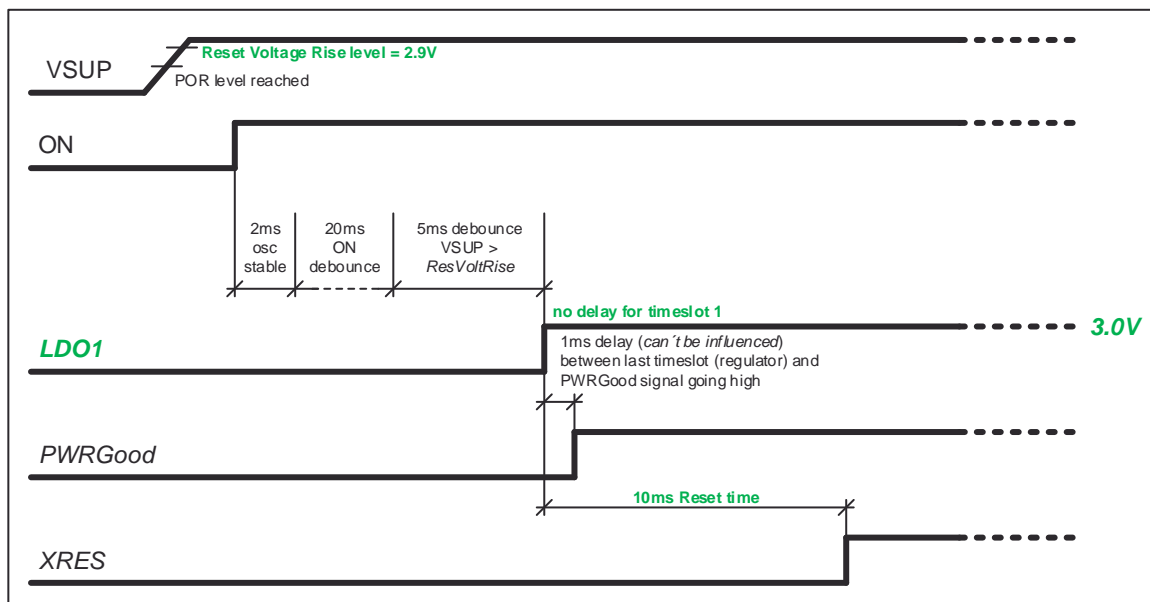 VSUP
Reset Voltage Rise level = 2.9V
POR level reached
ON
2ms
osc
stable
20ms
ON
debounce
5ms debounce
VSUP >
ResVoltRise
LDO1
no delay for timeslot 1
3.0V
1ms delay (can´t be influenced)
between last timeslot (regulator) and
PWRGood signal going high
PWRGood
10ms Reset time
XRES